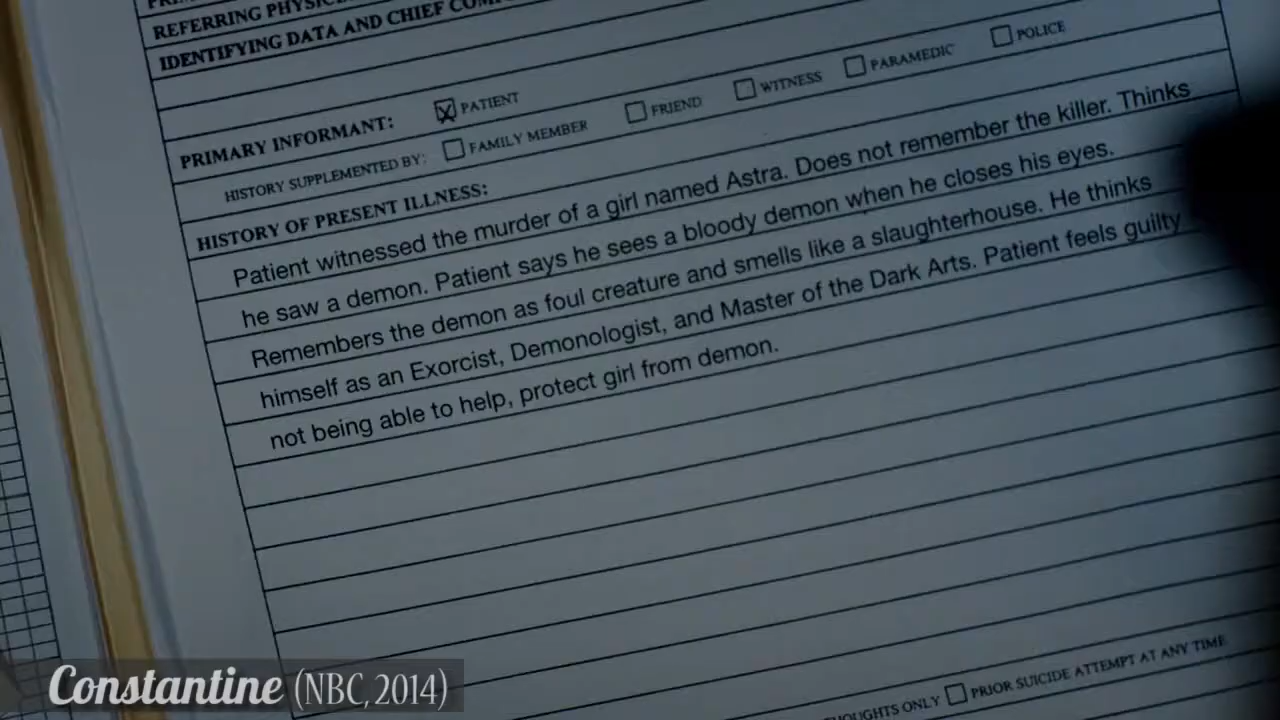 REFERRING PHYSIC
IDENTIFYING DATA AND CHIEF COM
PRIMARY INFORMANT: ☒ PATIENT
HISTORY SUPPLEMENTED BY: ☐ FAMILY MEMBER ☐ FRIEND ☐ WITNESS ☐ PARAMEDIC ☐ POLICE
HISTORY OF PRESENT ILLNESS:
Patient witnessed the murder of a girl named Astra. Does not remember the killer. Thinks
he saw a demon. Patient says he sees a bloody demon when he closes his eyes.
Remembers the demon as foul creature and smells like a slaughterhouse. He thinks
himself as an Exorcist, Demonologist, and Master of the Dark Arts. Patient feels guilty
not being able to help, protect girl from demon.
THOUGHTS ONLY ☐ PRIOR SUICIDE ATTEMPT AT ANY TIME
Constantine (NBC, 2014)